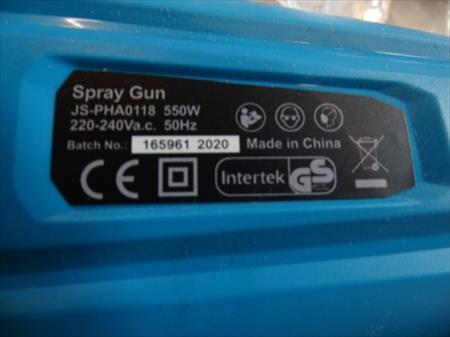 Spray Gun
JS-PHA0118 550W
220-240Va.c. 50Hz
Batch No.: 165961 2020 Made in China
CE Intertek GS